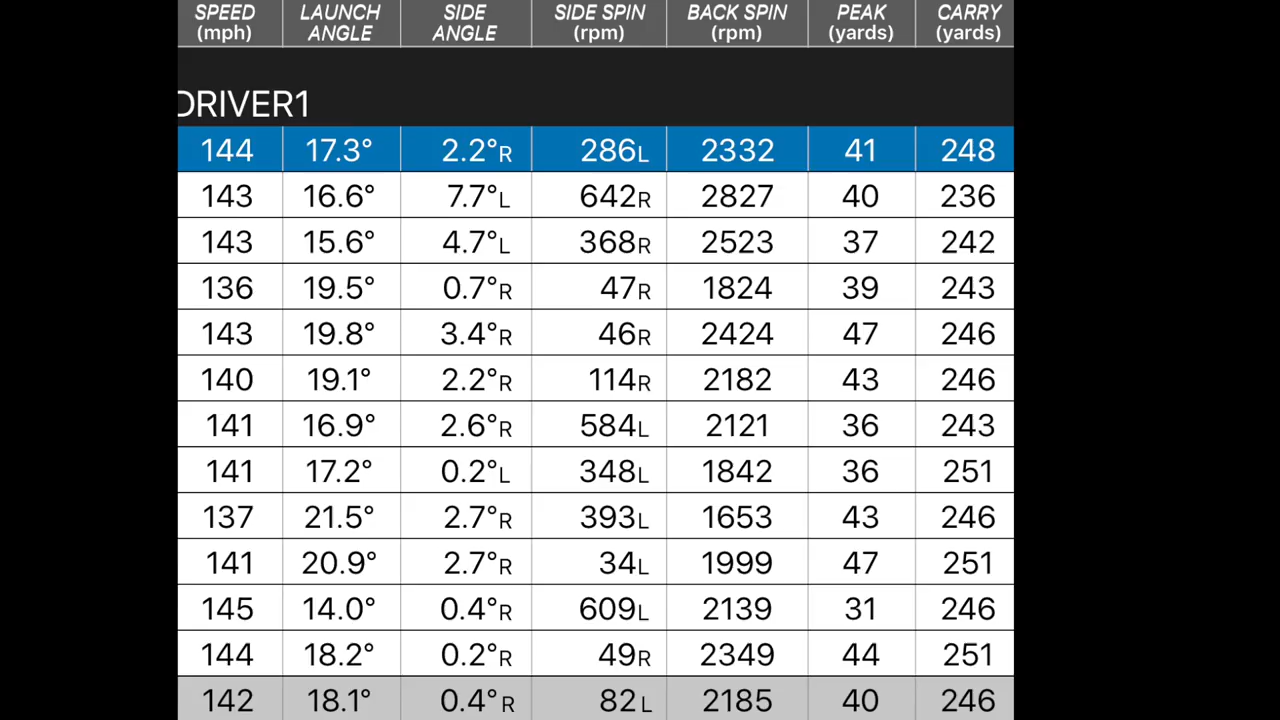 SPEED (mph) LAUNCH ANGLE SIDE ANGLE SIDE SPIN (rpm) BACK SPIN (rpm) PEAK (yards) CARRY (yards)
DRIVER1
144 17.3° 2.2°R 286L 2332 41 248
143 16.6° 7.7°L 642R 2827 40 236
143 15.6° 4.7°L 368R 2523 37 242
136 19.5° 0.7°R 47R 1824 39 243
143 19.8° 3.4°R 46R 2424 47 246
140 19.1° 2.2°R 114R 2182 43 246
141 16.9° 2.6°R 584L 2121 36 243
141 17.2° 0.2°L 348L 1842 36 251
137 21.5° 2.7°R 393L 1653 43 246
141 20.9° 2.7°R 34L 1999 47 251
145 14.0° 0.4°R 609L 2139 31 246
144 18.2° 0.2°R 49R 2349 44 251
142 18.1° 0.4°R 82L 2185 40 246